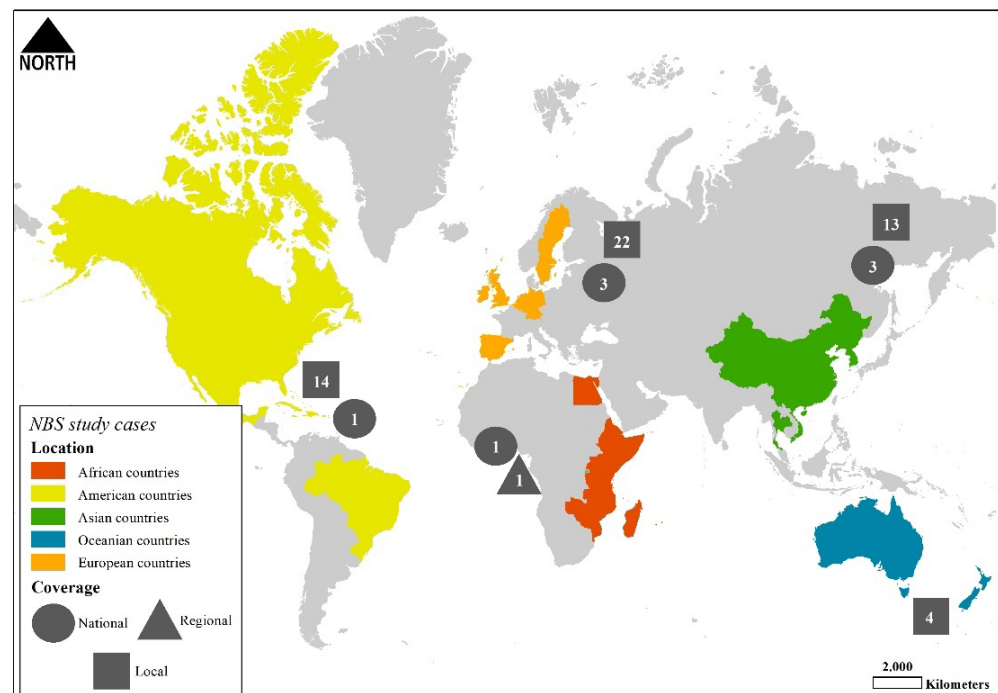 NORTH
13
22
3
3
14
1
1
1
4
NBS study cases
Location
African countries
American countries
Asian countries
Oceanian countries
European countries
Coverage
National
Regional
Local
2,000
Kilometers